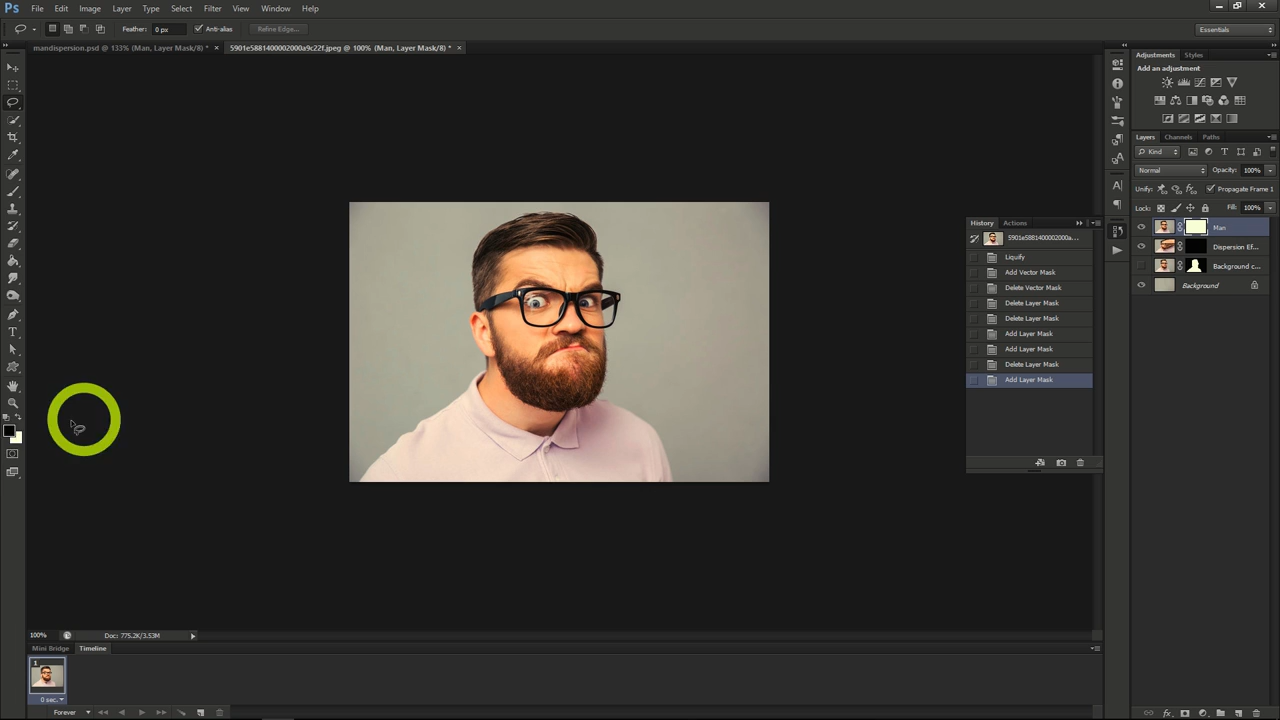 Ps File Edit Image Layer Type Select Filter View Window Help
Feather: 0 px Anti-alias Refine Edge... Essentials
mandispersion.psd @ 133% (Man, Layer Mask/8) * × 5901e5881400002000a9c22f.jpeg @ 100% (Man, Layer Mask/8) * ×
Adjustments Styles
Add an adjustment
Layers Channels Paths
Kind
Normal Opacity: 100%
Unify: Propagate Frame 1
Lock: Fill: 100%
Man
Dispersion Ef...
Background c...
Background
History Actions
5901e5881400002000a...
Liquify
Add Vector Mask
Delete Vector Mask
Delete Layer Mask
Delete Layer Mask
Add Layer Mask
Add Layer Mask
Delete Layer Mask
Add Layer Mask
100% Doc: 775.2K/3.53M
Mini Bridge Timeline
1
0 sec.
Forever